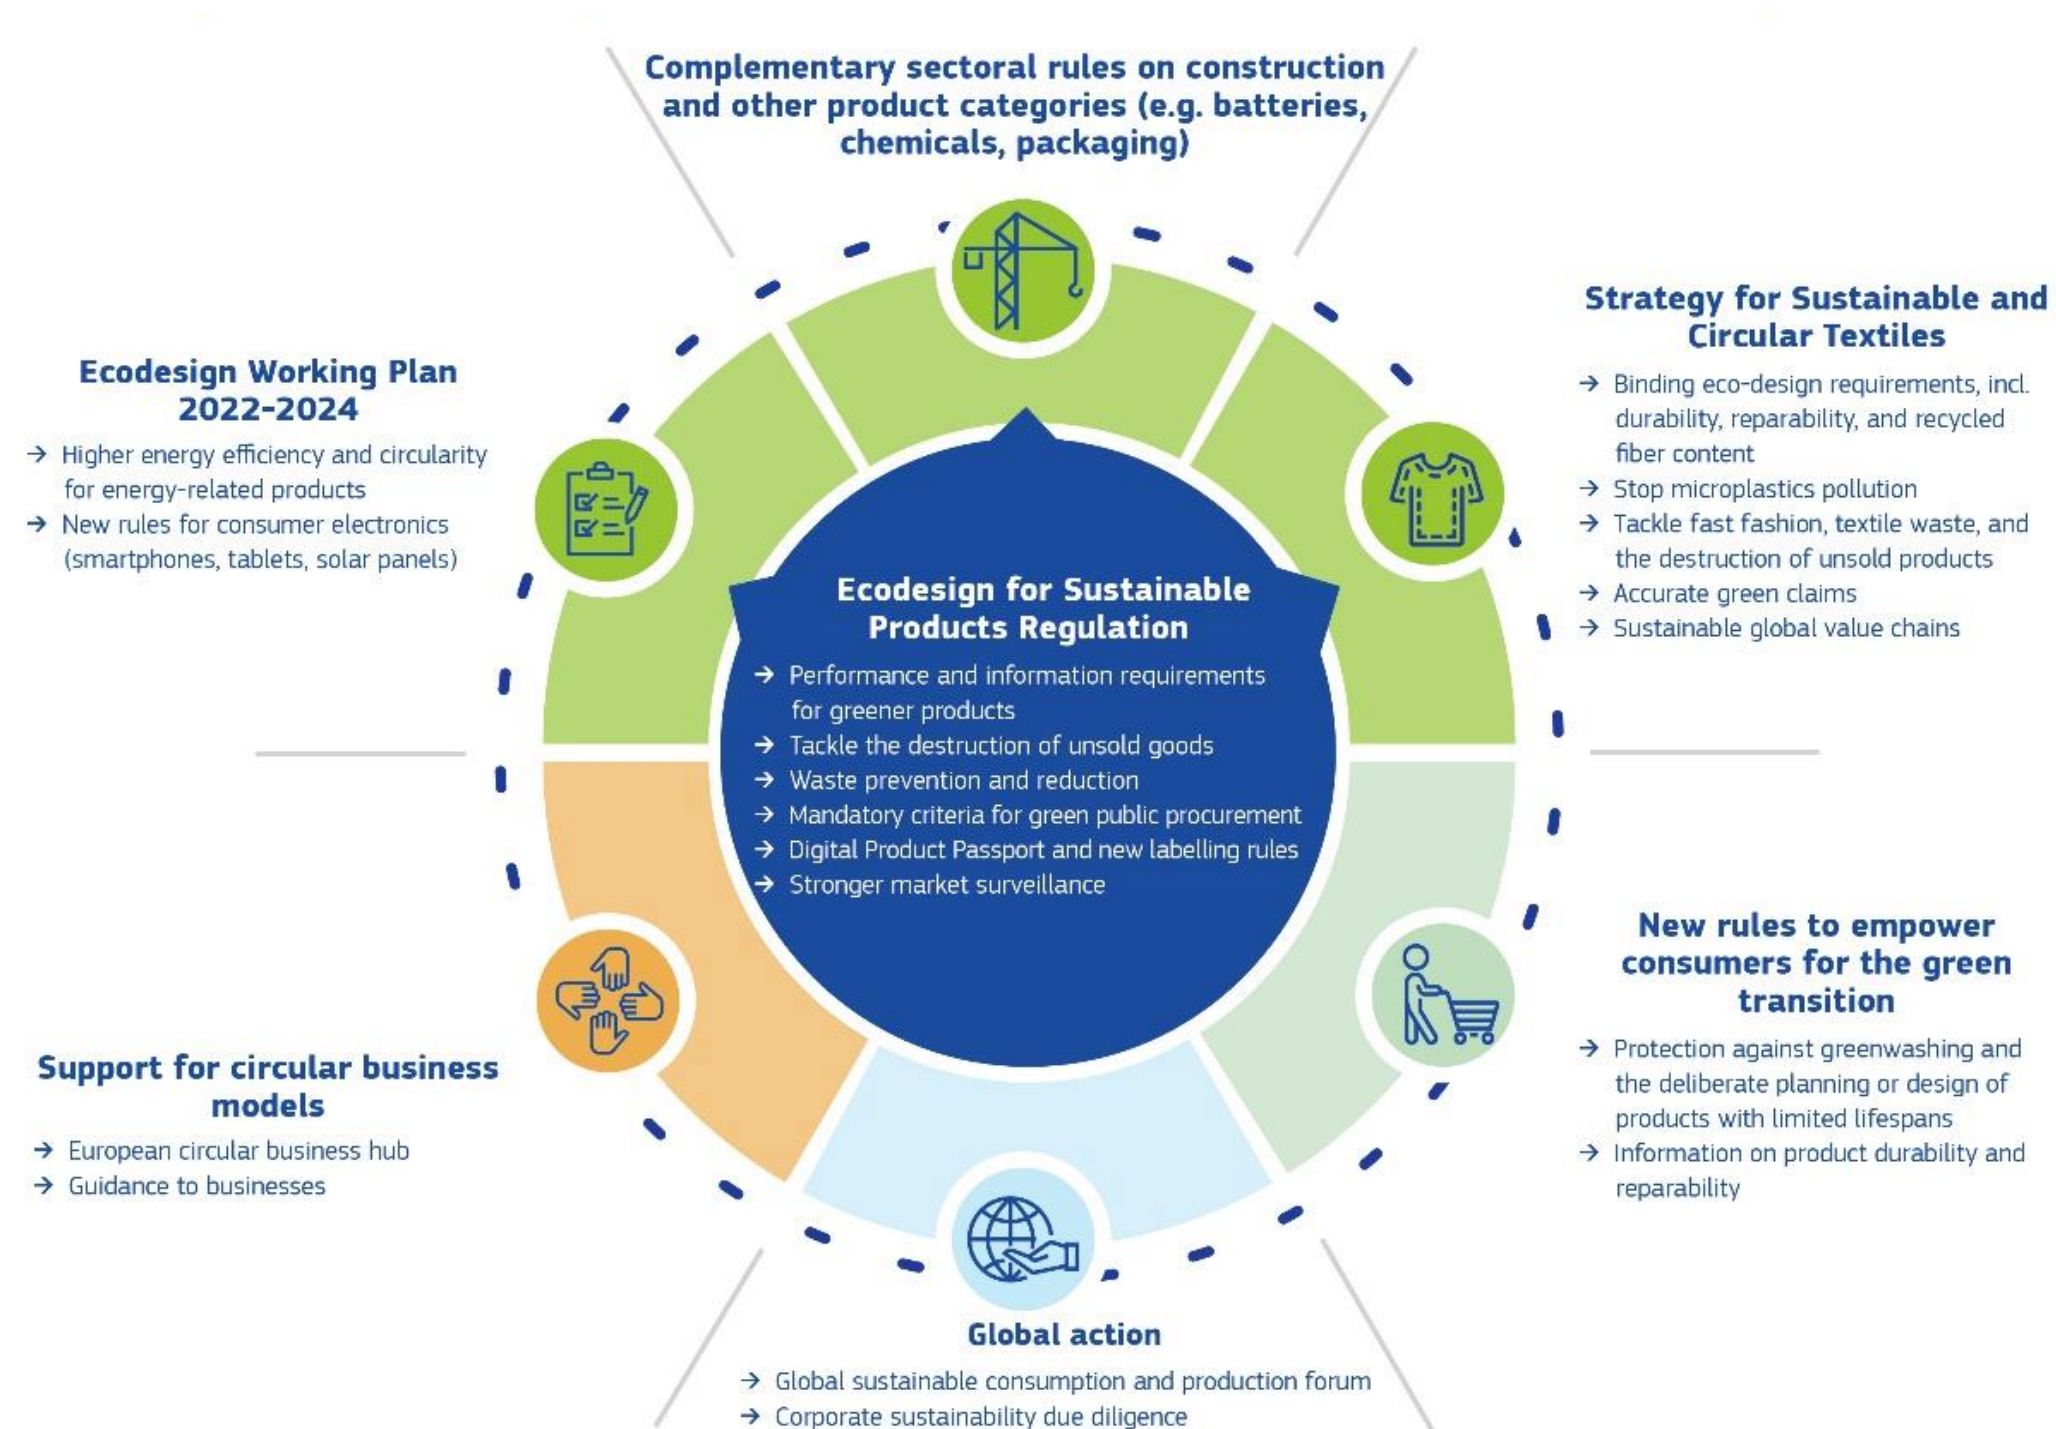 Complementary sectoral rules on construction
and other product categories (e.g. batteries,
chemicals, packaging)
Strategy for Sustainable and
Circular Textiles
→ Binding eco-design requirements, incl.
durability, reparability, and recycled
fiber content
→ Stop microplastics pollution
→ Tackle fast fashion, textile waste, and
the destruction of unsold products
→ Accurate green claims
→ Sustainable global value chains
Ecodesign Working Plan
2022-2024
→ Higher energy efficiency and circularity
for energy-related products
→ New rules for consumer electronics
(smartphones, tablets, solar panels)
Ecodesign for Sustainable
Products Regulation
→ Performance and information requirements
for greener products
→ Tackle the destruction of unsold goods
→ Waste prevention and reduction
→ Mandatory criteria for green public procurement
→ Digital Product Passport and new labelling rules
→ Stronger market surveillance
New rules to empower
consumers for the green
transition
→ Protection against greenwashing and
the deliberate planning or design of
products with limited lifespans
→ Information on product durability and
reparability
Support for circular business
models
→ European circular business hub
→ Guidance to businesses
Global action
→ Global sustainable consumption and production forum
→ Corporate sustainability due diligence